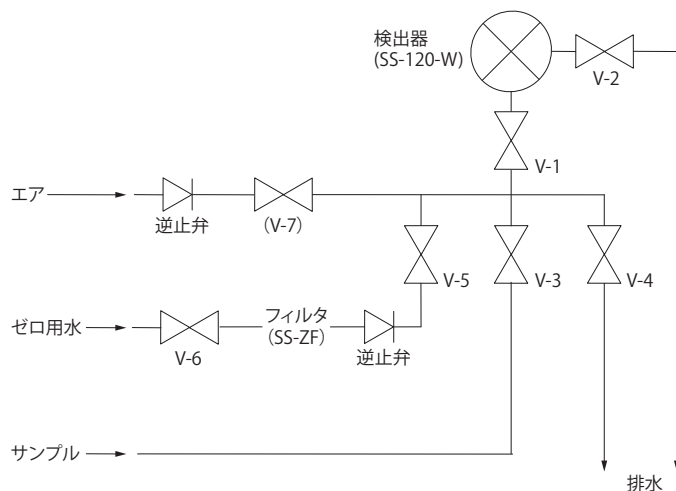 検出器
(SS-120-W)
V-2
V-1
エア
逆止弁
(V-7)
V-5
V-3
V-4
ゼロ用水
フィルタ
(SS-ZF)
V-6
逆止弁
サンプル
排水